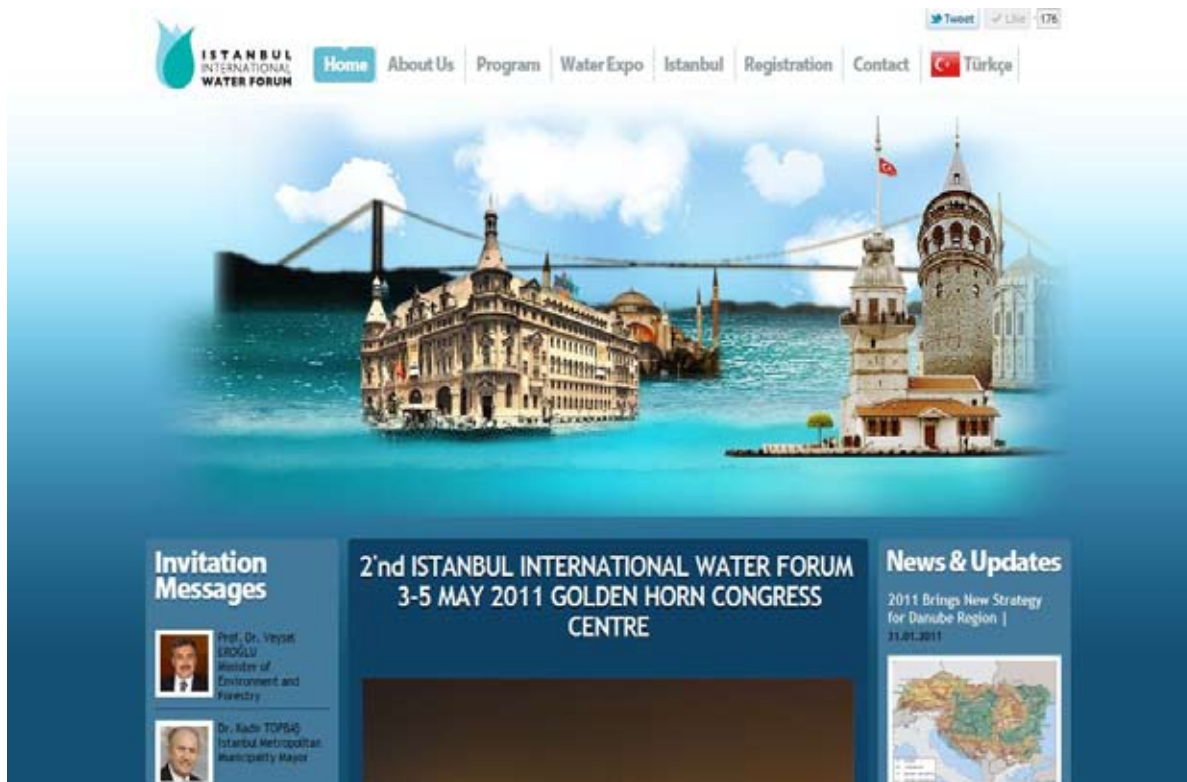 Tweet
Like
176
ISTANBUL
INTERNATIONAL
WATER FORUM
Home
About Us
Program
Water Expo
Istanbul
Registration
Contact
Türkçe
Invitation
Messages
Prof. Dr. Veysel
EROĞLU
Minister of
Environment and
Forestry
Dr. Kadir TOPBAŞ
Istanbul Metropolitan
Municipality Mayor
2'nd ISTANBUL INTERNATIONAL WATER FORUM
3-5 MAY 2011 GOLDEN HORN CONGRESS
CENTRE
News & Updates
2011 Brings New Strategy
for Danube Region |
31.01.2011